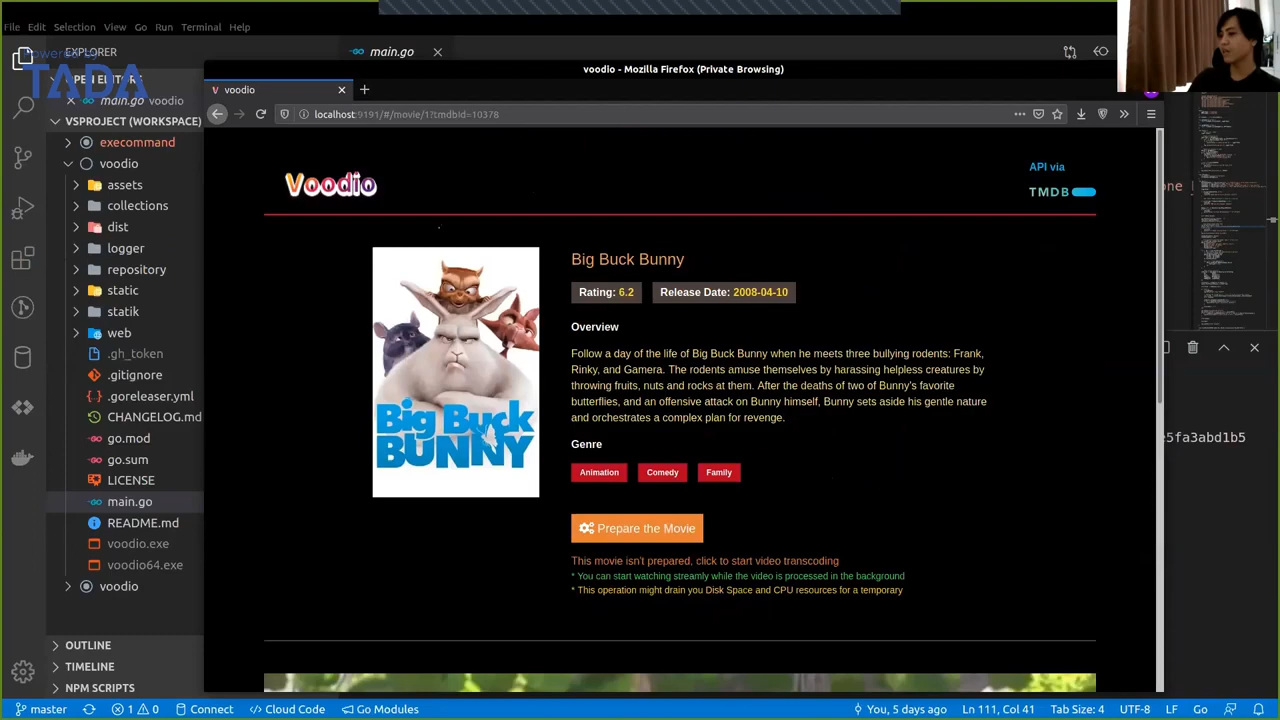 File Edit Selection View Go Run Terminal Help
EXPLORER
main.go
powered by
TADA
OPEN EDITORS
main.go voodio
VSPROJECT (WORKSPACE)
execommand
voodio
assets
collections
dist
logger
repository
static
statik
web
.gh_token
.gitignore
.goreleaser.yml
CHANGELOG.md
go.mod
go.sum
LICENSE
main.go
README.md
voodio.exe
voodio64.exe
voodio
OUTLINE
TIMELINE
NPM SCRIPTS
voodio - Mozilla Firefox (Private Browsing)
voodio
localhost:9191/#/movie/1?tmdbId=10378
Voodio
API via
TMDB
Big Buck Bunny
Rating: 6.2 Release Date: 2008-04-10
Overview
Follow a day of the life of Big Buck Bunny when he meets three bullying rodents: Frank,
Rinky, and Gamera. The rodents amuse themselves by harassing helpless creatures by
throwing fruits, nuts and rocks at them. After the deaths of two of Bunny's favorite
butterflies, and an offensive attack on Bunny himself, Bunny sets aside his gentle nature
and orchestrates a complex plan for revenge.
Genre
Animation Comedy Family
Big Buck
BUNNY
Prepare the Movie
This movie isn't prepared. click to start video transcoding
* You can start watching streamly while the video is processed in the background
* This operation might drain you Disk Space and CPU resources for a temporary
one
e5fa3abd1b5
master 1 0 Connect Cloud Code Go Modules You, 5 days ago Ln 111, Col 41 Tab Size: 4 UTF-8 LF Go